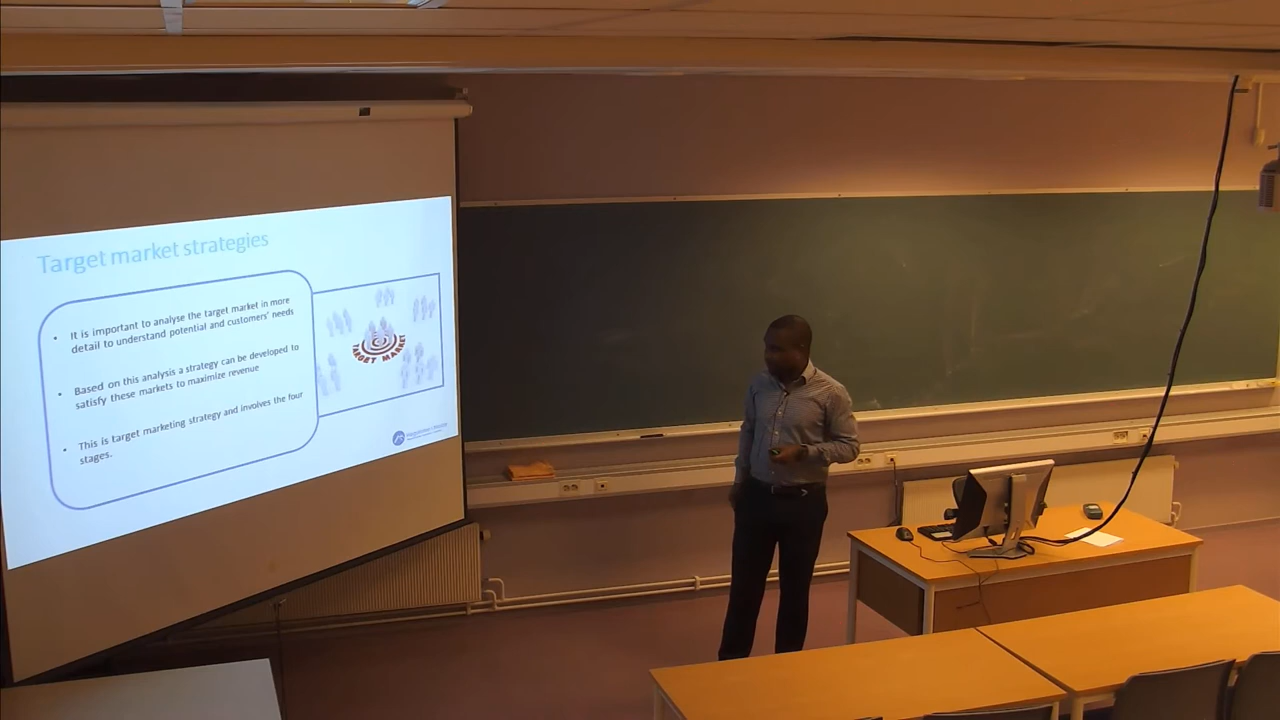 Target market strategies
• It is important to analyse the target market in more
detail to understand potential and customers' needs
• Based on this analysis a strategy can be developed to
satisfy these markets to maximize revenue
• This is target marketing strategy and involves the four
stages.
TARGET MARKET